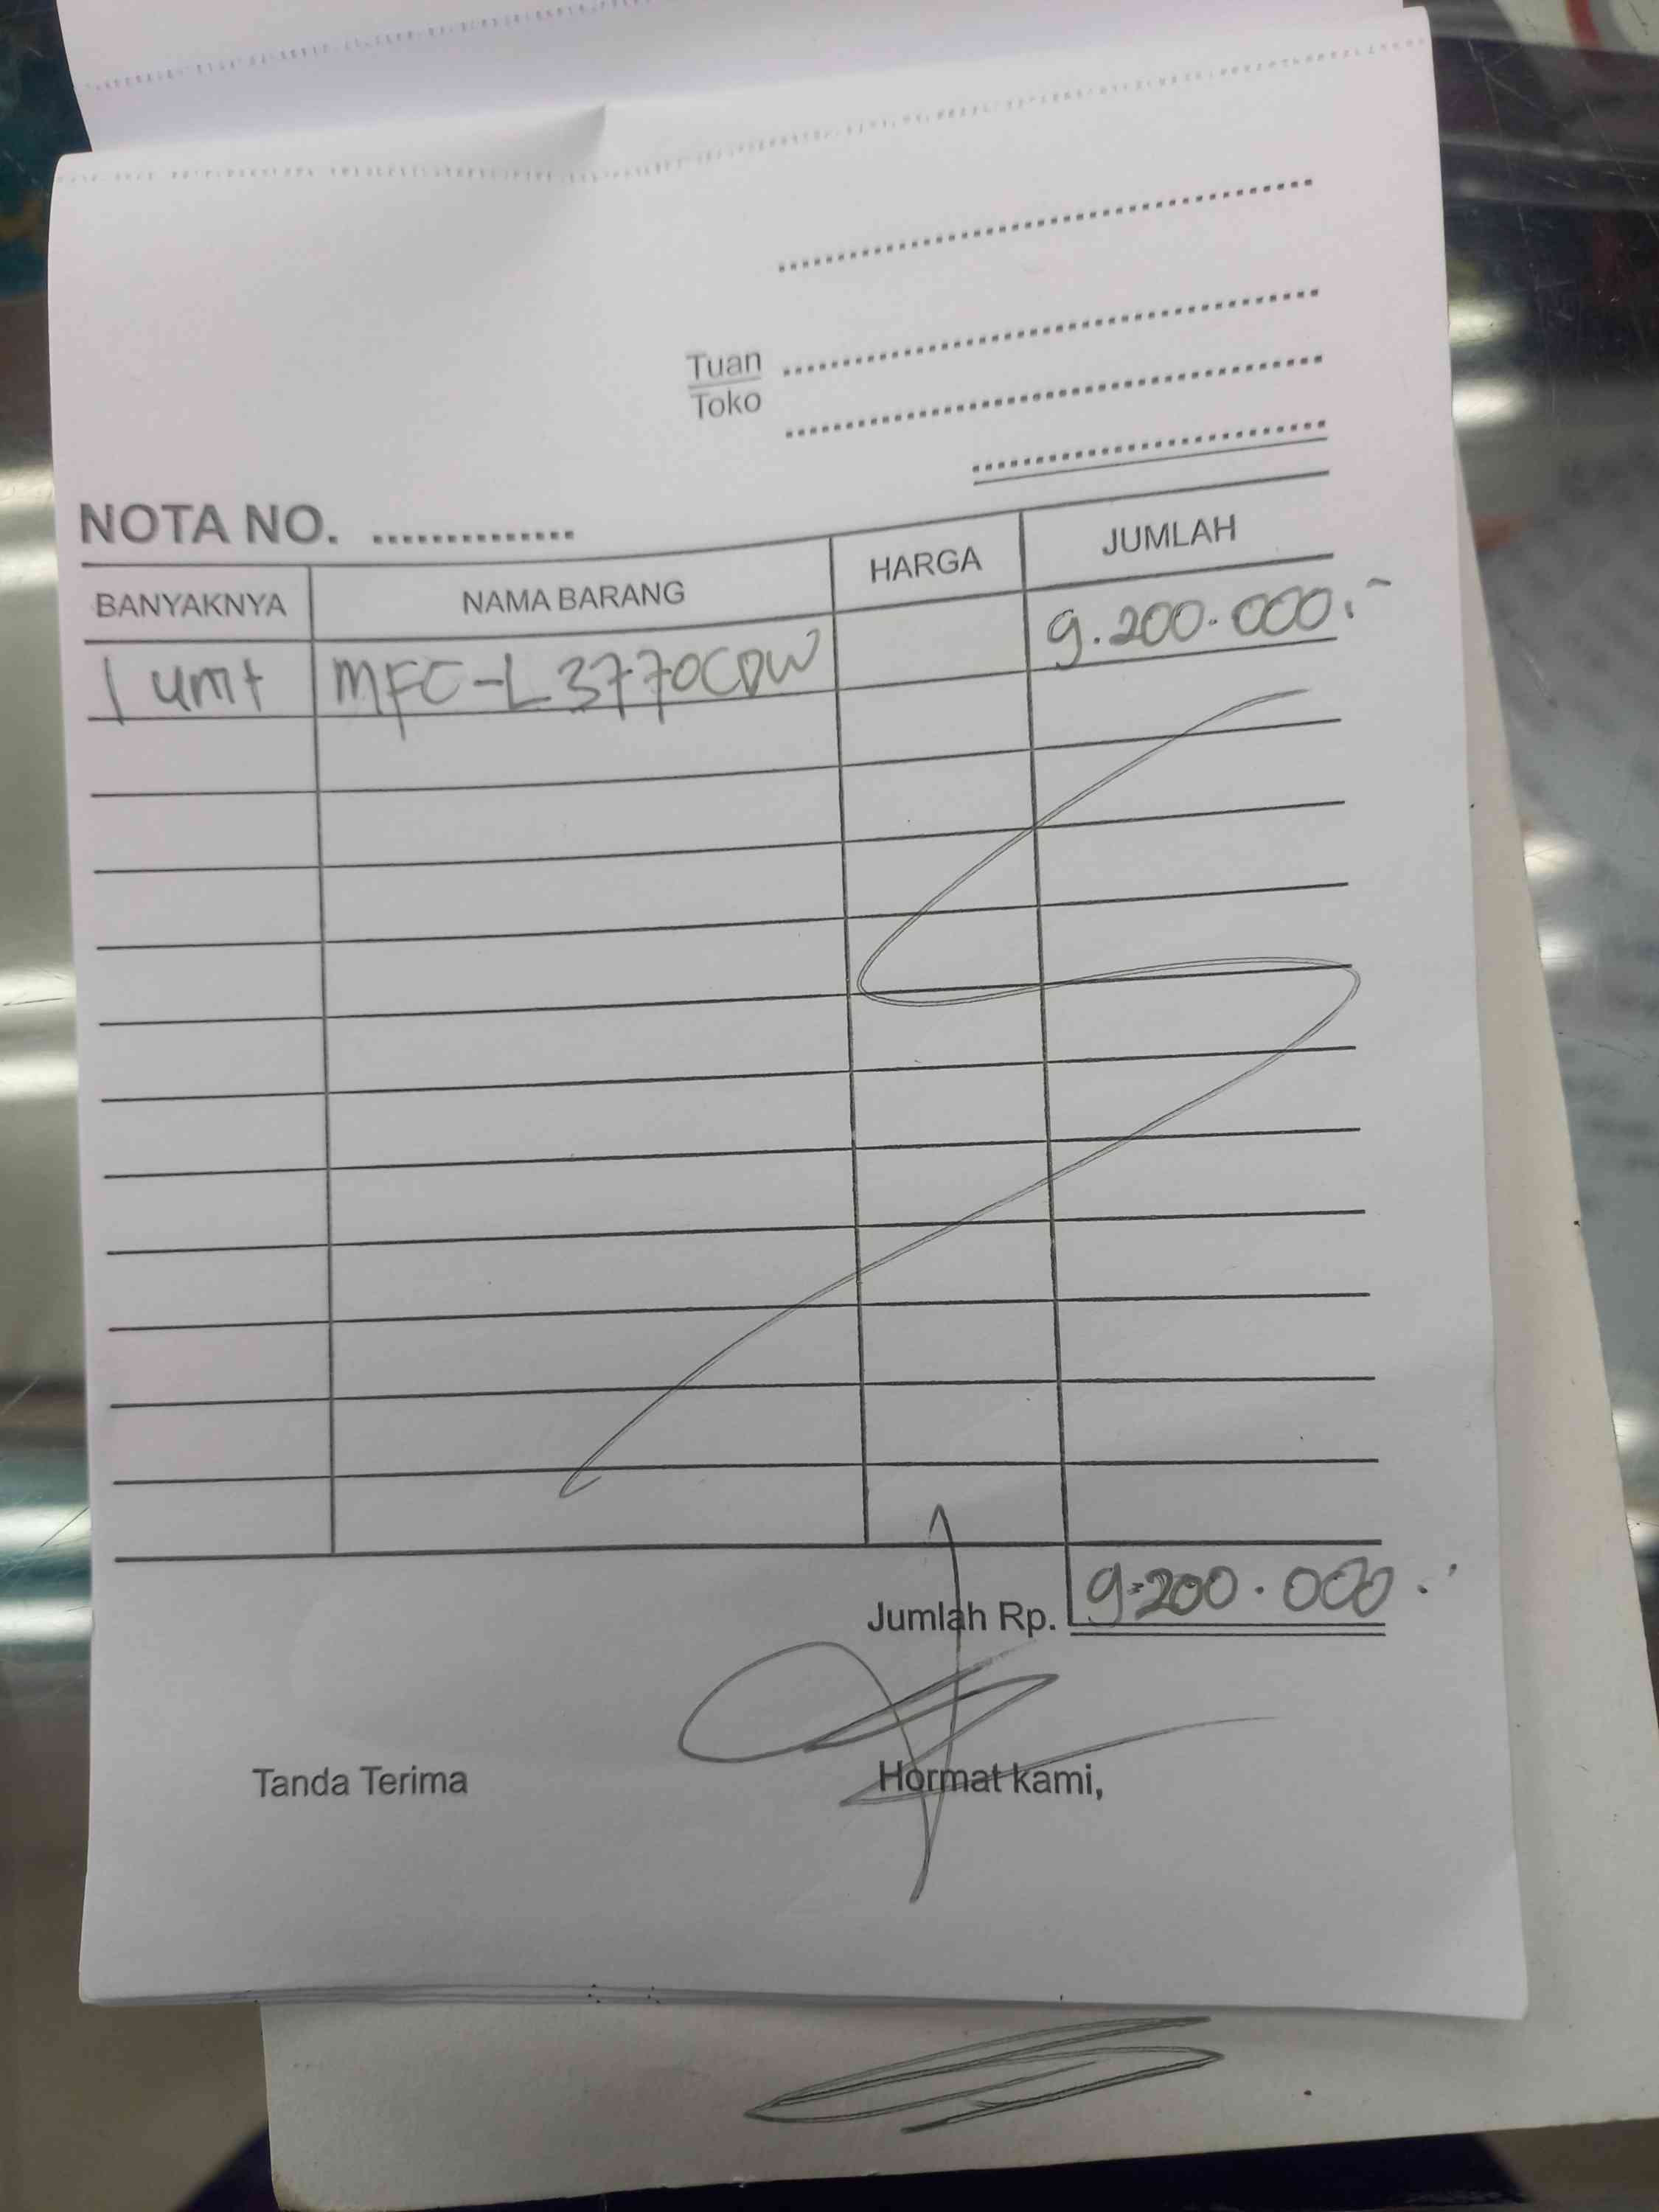 Tuan
Toko
NOTA NO. ..............
BANYAKNYA NAMA BARANG HARGA JUMLAH
1 unit MFC-L3770CDW 9.200.000.-
Jumlah Rp. 9.200.000.-
Tanda Terima Hormat kami,